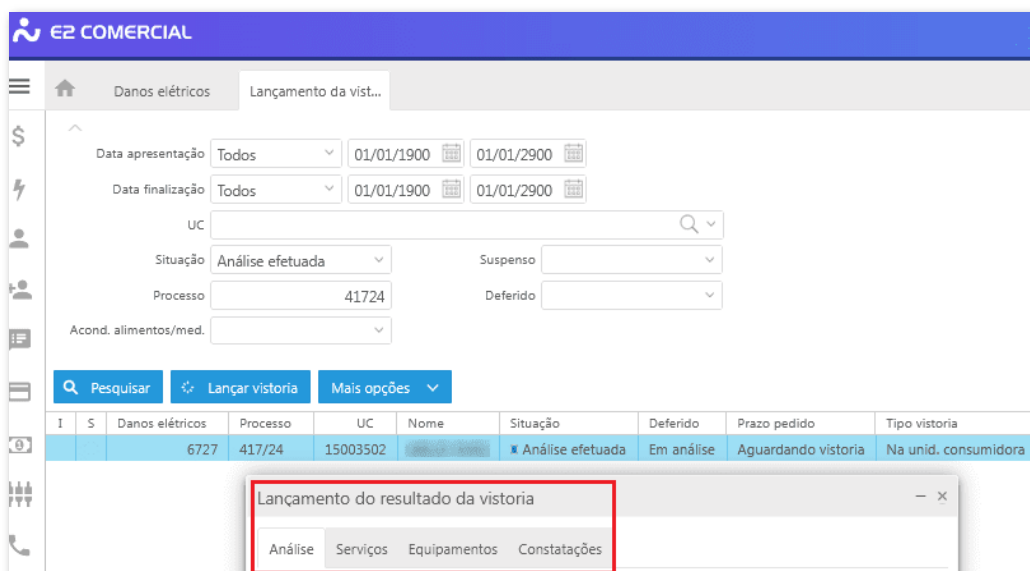 E2 COMERCIAL
Danos elétricos Lançamento da vist...
Data apresentação Todos 01/01/1900 01/01/2900
Data finalização Todos 01/01/1900 01/01/2900
UC
Situação Análise efetuada Suspenso
Processo 41724 Deferido
Acond. alimentos/med.
Pesquisar Lançar vistoria Mais opções
I S Danos elétricos Processo UC Nome Situação Deferido Prazo pedido Tipo vistoria
6727 417/24 15003502 Análise efetuada Em análise Aguardando vistoria Na unid. consumidora
Lançamento do resultado da vistoria
Análise Serviços Equipamentos Constatações